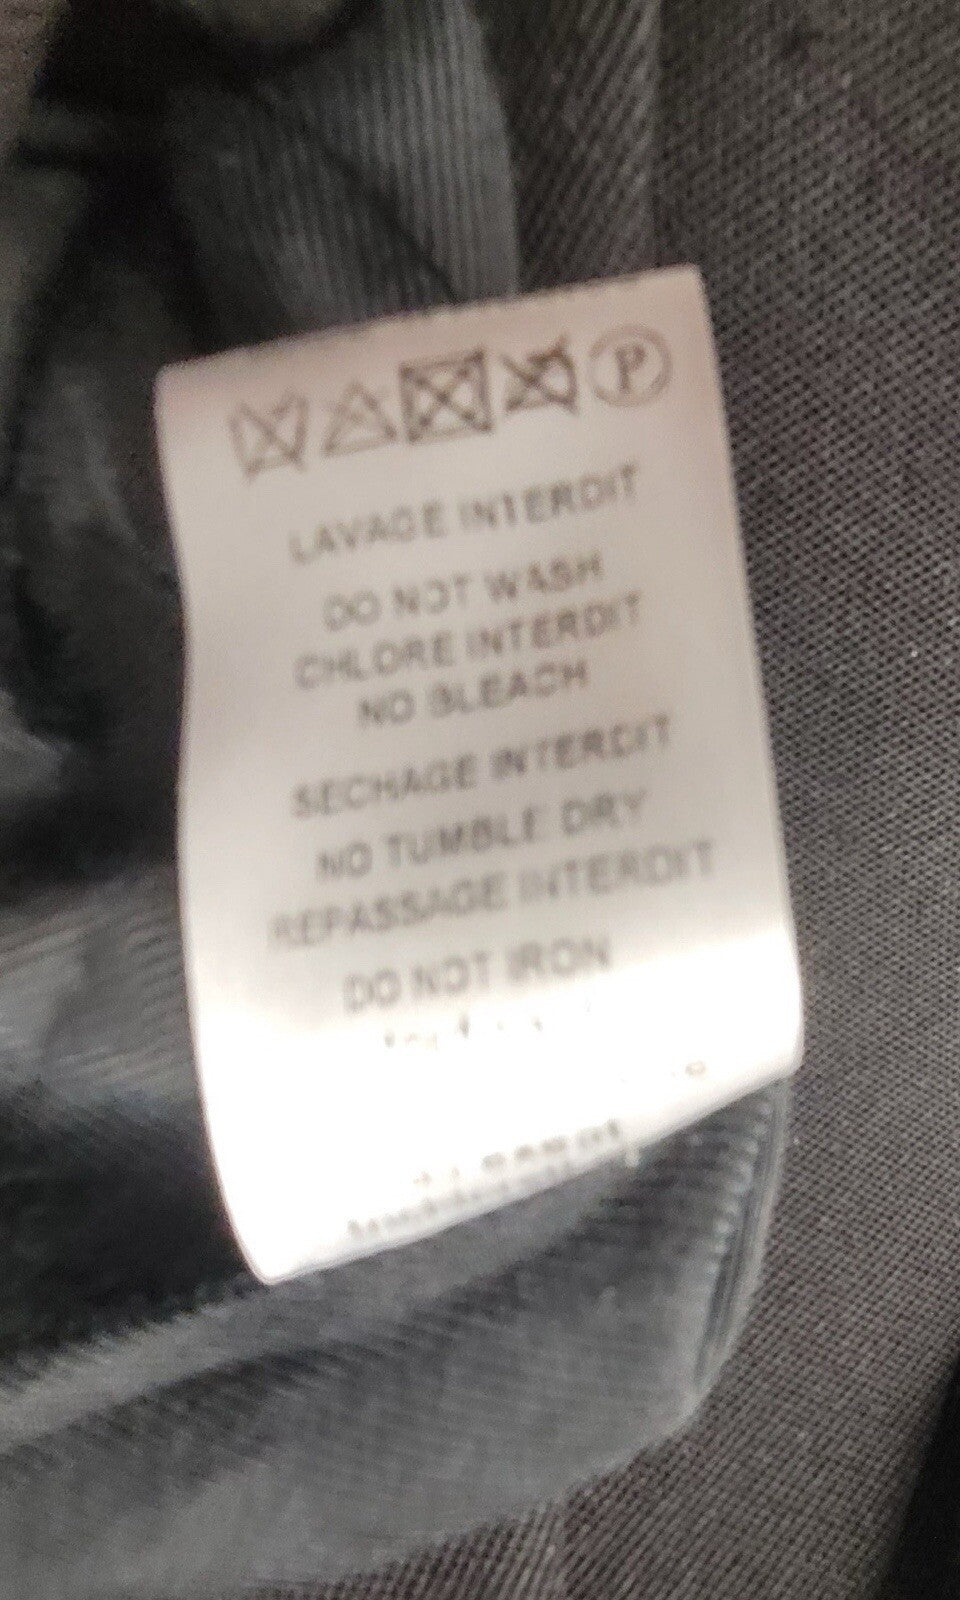 P
LAVAGE INTERDIT
DO NOT WASH
CHLORE INTERDIT
NO BLEACH
SECHAGE INTERDIT
NO TUMBLE DRY
REPASSAGE INTERDIT
DO NOT IRON